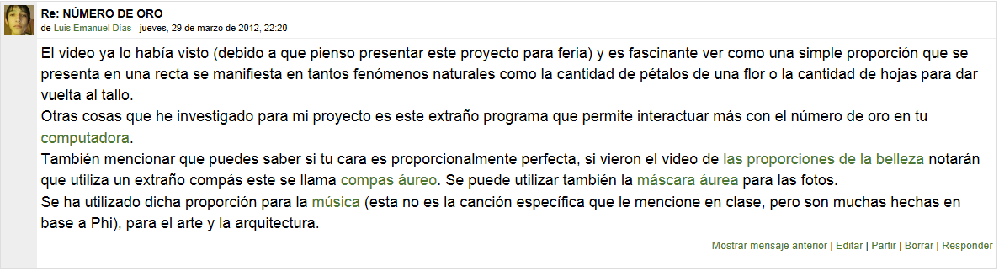 Re: NÚMERO DE ORO
de Luis Emanuel Días - jueves, 29 de marzo de 2012, 22:20
El video ya lo había visto (debido a que pienso presentar este proyecto para feria) y es fascinante ver como una simple proporción que se
presenta en una recta se manifiesta en tantos fenómenos naturales como la cantidad de pétalos de una flor o la cantidad de hojas para dar
vuelta al tallo.
Otras cosas que he investigado para mi proyecto es este extraño programa que permite interactuar más con el número de oro en tu
computadora.
También mencionar que puedes saber si tu cara es proporcionalmente perfecta, si vieron el video de las proporciones de la belleza notarán
que utiliza un extraño compás este se llama compas áureo. Se puede utilizar también la máscara áurea para las fotos.
Se ha utilizado dicha proporción para la música (esta no es la canción específica que le mencione en clase, pero son muchas hechas en
base a Phi), para el arte y la arquitectura.
Mostrar mensaje anterior | Editar | Partir | Borrar | Responder